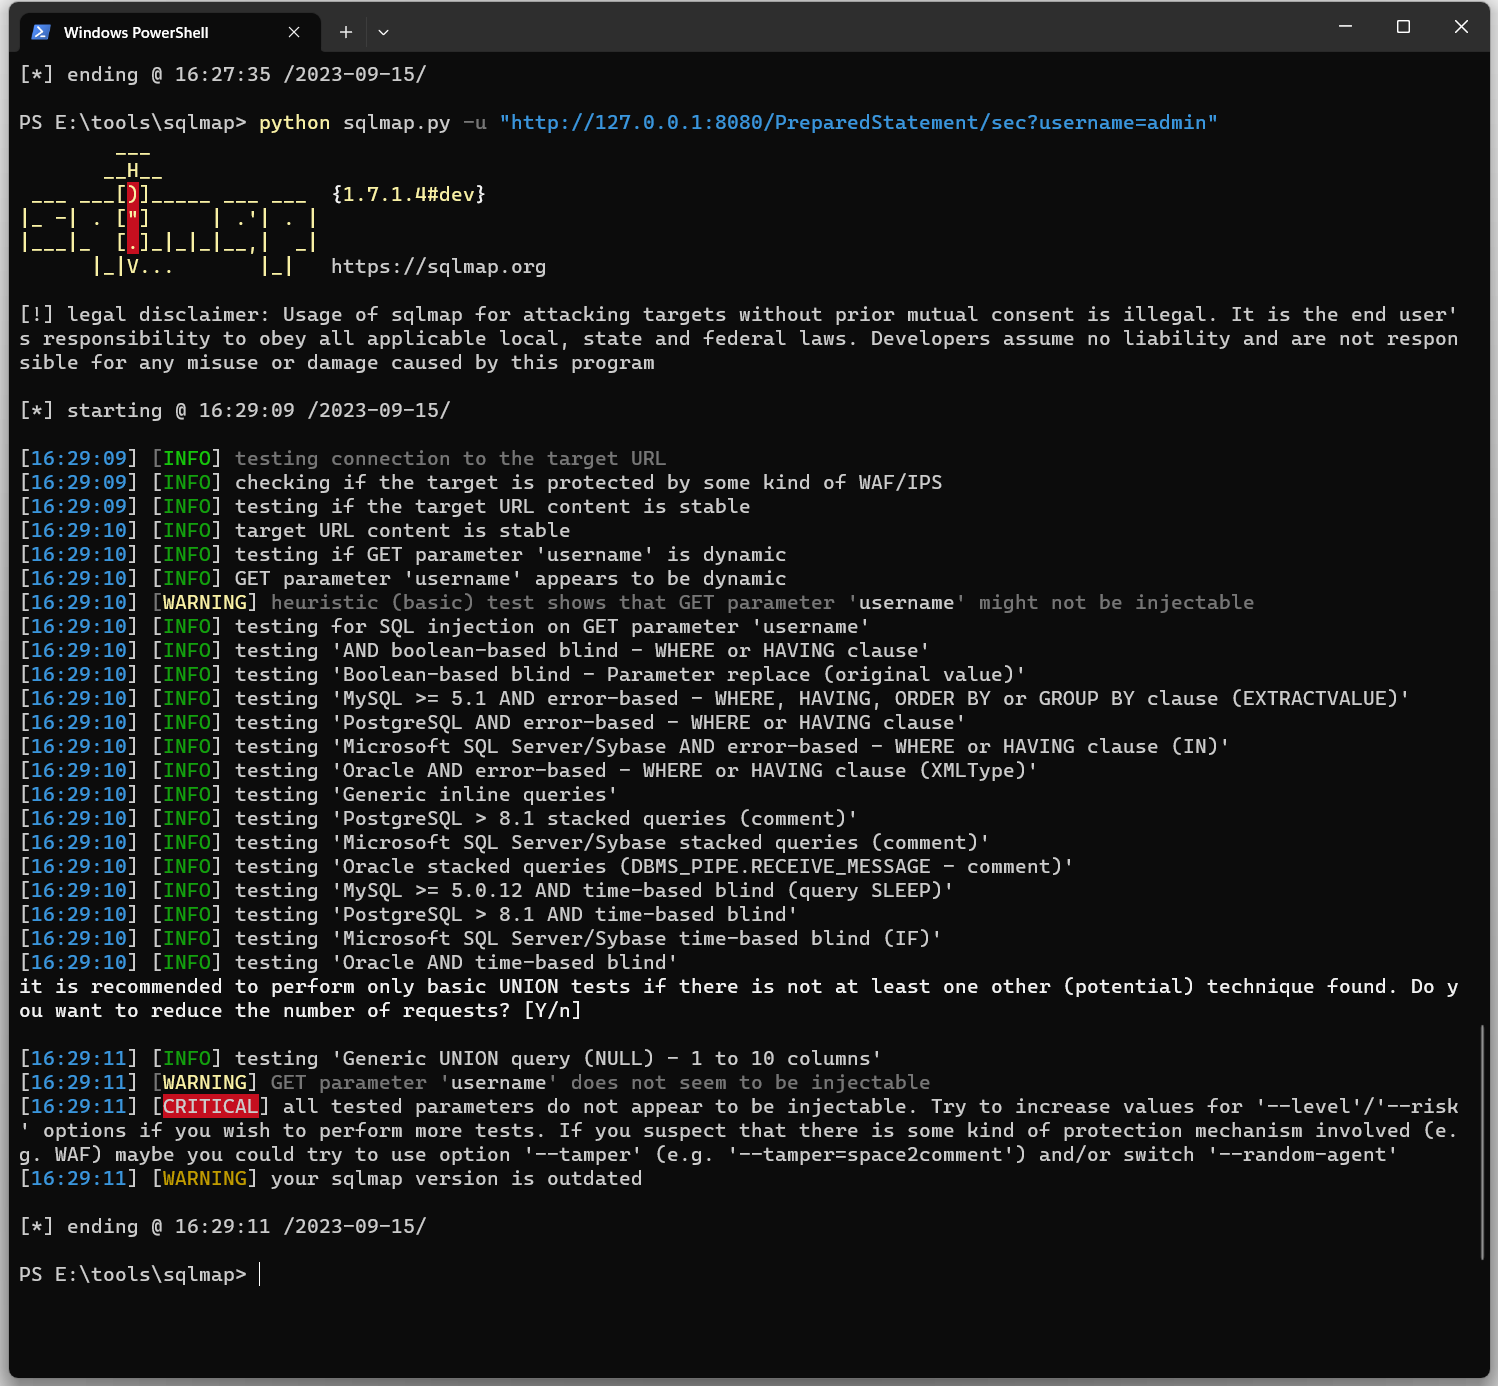 Windows PowerShell
[*] ending @ 16:27:35 /2023-09-15/
PS E:\tools\sqlmap> python sqlmap.py -u "http://127.0.0.1:8080/PreparedStatement/sec?username=admin"
        ___
       __H__
 ___ ___[)]_____ ___ ___  {1.7.1.4#dev}
|_ -| . ["]     | .'| . |
|___|_  [.]_|_|_|__,|  _|
      |_|V...       |_|   https://sqlmap.org
[!] legal disclaimer: Usage of sqlmap for attacking targets without prior mutual consent is illegal. It is the end user'
s responsibility to obey all applicable local, state and federal laws. Developers assume no liability and are not respon
sible for any misuse or damage caused by this program
[*] starting @ 16:29:09 /2023-09-15/
[16:29:09] [INFO] testing connection to the target URL
[16:29:09] [INFO] checking if the target is protected by some kind of WAF/IPS
[16:29:09] [INFO] testing if the target URL content is stable
[16:29:10] [INFO] target URL content is stable
[16:29:10] [INFO] testing if GET parameter 'username' is dynamic
[16:29:10] [INFO] GET parameter 'username' appears to be dynamic
[16:29:10] [WARNING] heuristic (basic) test shows that GET parameter 'username' might not be injectable
[16:29:10] [INFO] testing for SQL injection on GET parameter 'username'
[16:29:10] [INFO] testing 'AND boolean-based blind - WHERE or HAVING clause'
[16:29:10] [INFO] testing 'Boolean-based blind - Parameter replace (original value)'
[16:29:10] [INFO] testing 'MySQL >= 5.1 AND error-based - WHERE, HAVING, ORDER BY or GROUP BY clause (EXTRACTVALUE)'
[16:29:10] [INFO] testing 'PostgreSQL AND error-based - WHERE or HAVING clause'
[16:29:10] [INFO] testing 'Microsoft SQL Server/Sybase AND error-based - WHERE or HAVING clause (IN)'
[16:29:10] [INFO] testing 'Oracle AND error-based - WHERE or HAVING clause (XMLType)'
[16:29:10] [INFO] testing 'Generic inline queries'
[16:29:10] [INFO] testing 'PostgreSQL > 8.1 stacked queries (comment)'
[16:29:10] [INFO] testing 'Microsoft SQL Server/Sybase stacked queries (comment)'
[16:29:10] [INFO] testing 'Oracle stacked queries (DBMS_PIPE.RECEIVE_MESSAGE - comment)'
[16:29:10] [INFO] testing 'MySQL >= 5.0.12 AND time-based blind (query SLEEP)'
[16:29:10] [INFO] testing 'PostgreSQL > 8.1 AND time-based blind'
[16:29:10] [INFO] testing 'Microsoft SQL Server/Sybase time-based blind (IF)'
[16:29:10] [INFO] testing 'Oracle AND time-based blind'
it is recommended to perform only basic UNION tests if there is not at least one other (potential) technique found. Do y
ou want to reduce the number of requests? [Y/n]
[16:29:11] [INFO] testing 'Generic UNION query (NULL) - 1 to 10 columns'
[16:29:11] [WARNING] GET parameter 'username' does not seem to be injectable
[16:29:11] [CRITICAL] all tested parameters do not appear to be injectable. Try to increase values for '--level'/'--risk
' options if you wish to perform more tests. If you suspect that there is some kind of protection mechanism involved (e.
g. WAF) maybe you could try to use option '--tamper' (e.g. '--tamper=space2comment') and/or switch '--random-agent'
[16:29:11] [WARNING] your sqlmap version is outdated
[*] ending @ 16:29:11 /2023-09-15/
PS E:\tools\sqlmap>